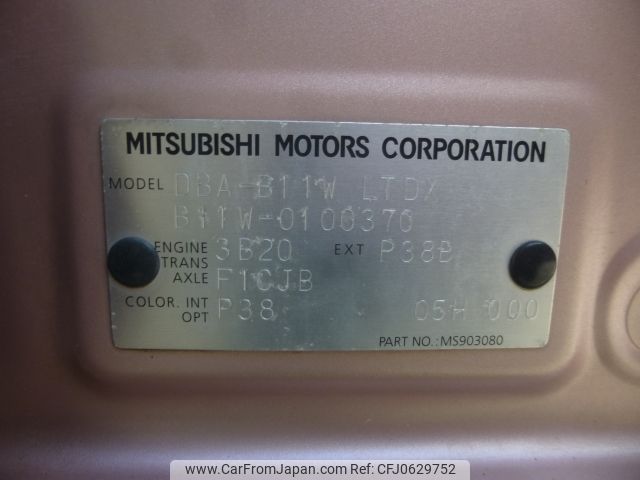 MITSUBISHI MOTORS CORPORATION
MODEL DBA-B11W LTDX
B11W-0100370
ENGINE 3B20 EXT P38B
TRANS
AXLE F1CJB
COLOR. INT P38 05H 000
OPT
PART NO.: MS903080
www.CarFromJapan.com | Ref No.CFJ0629752